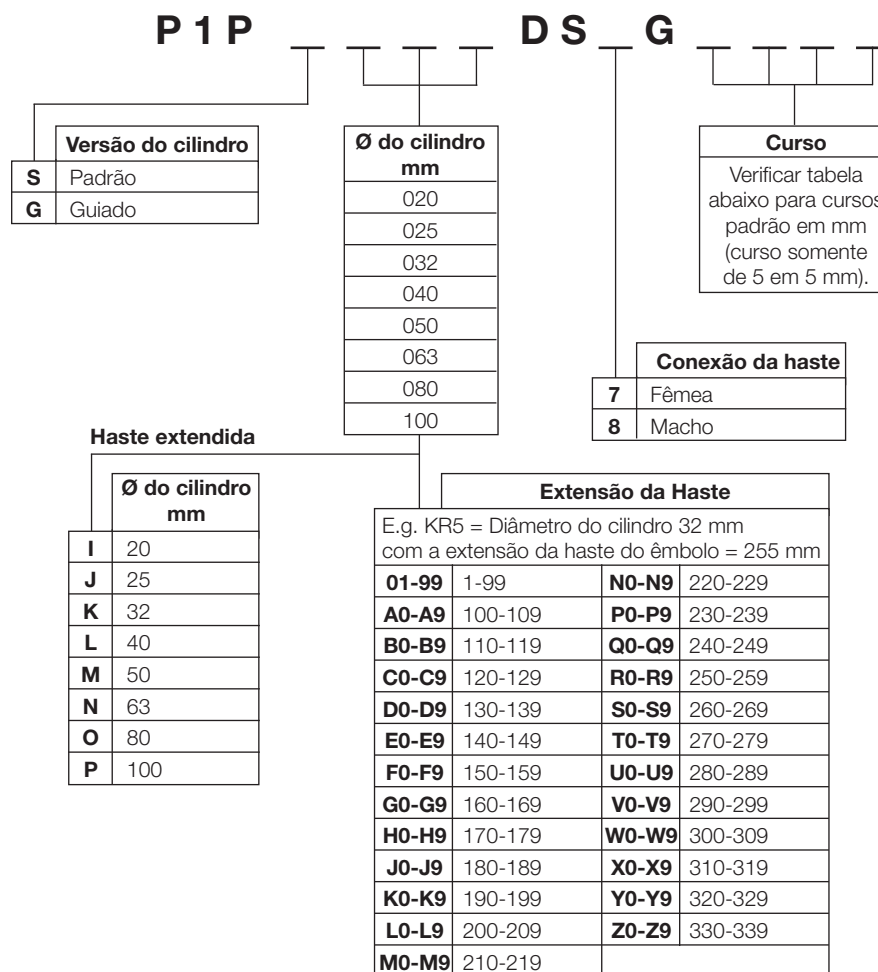 P 1 P _ _ _ _ D S _ G _ _ _ _
Versão do cilindro
S Padrão
G Guiado
Ø do cilindro
mm
020
025
032
040
050
063
080
100
Curso
Verificar tabela
abaixo para cursos
padrão em mm
(curso somente
de 5 em 5 mm).
Conexão da haste
7 Fêmea
8 Macho
Haste extendida
Ø do cilindro
mm
I 20
J 25
K 32
L 40
M 50
N 63
O 80
P 100
Extensão da Haste
E.g. KR5 = Diâmetro do cilindro 32 mm
com a extensão da haste do êmbolo = 255 mm
01-99 1-99 N0-N9 220-229
A0-A9 100-109 P0-P9 230-239
B0-B9 110-119 Q0-Q9 240-249
C0-C9 120-129 R0-R9 250-259
D0-D9 130-139 S0-S9 260-269
E0-E9 140-149 T0-T9 270-279
F0-F9 150-159 U0-U9 280-289
G0-G9 160-169 V0-V9 290-299
H0-H9 170-179 W0-W9 300-309
J0-J9 180-189 X0-X9 310-319
K0-K9 190-199 Y0-Y9 320-329
L0-L9 200-209 Z0-Z9 330-339
M0-M9 210-219